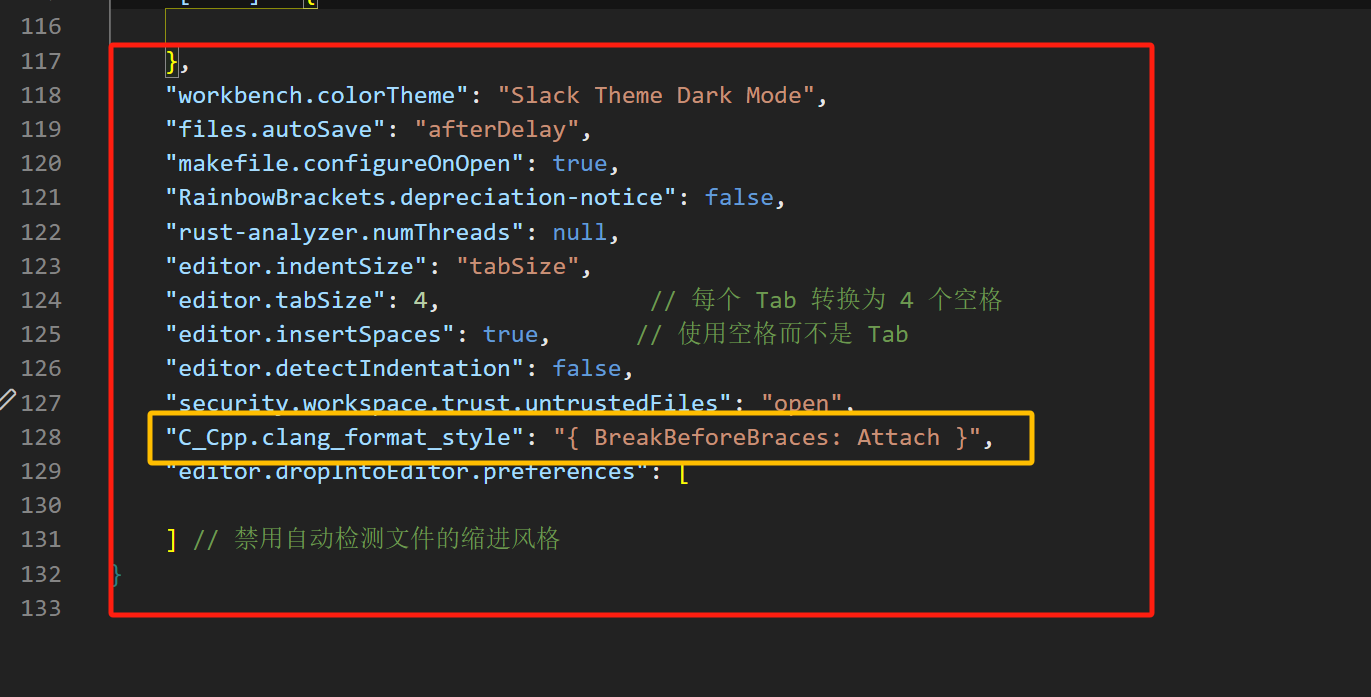 116
117 },
118 "workbench.colorTheme": "Slack Theme Dark Mode",
119 "files.autoSave": "afterDelay",
120 "makefile.configureOnOpen": true,
121 "RainbowBrackets.depreciation-notice": false,
122 "rust-analyzer.numThreads": null,
123 "editor.indentSize": "tabSize",
124 "editor.tabSize": 4, // 每个 Tab 转换为 4 个空格
125 "editor.insertSpaces": true, // 使用空格而不是 Tab
126 "editor.detectIndentation": false,
127 "security.workspace.trust.untrustedFiles": "open",
128 "C_Cpp.clang_format_style": "{ BreakBeforeBraces: Attach }",
129 "editor.dropIntoEditor.preferences": [
130
131 ] // 禁用自动检测文件的缩进风格
132 }
133